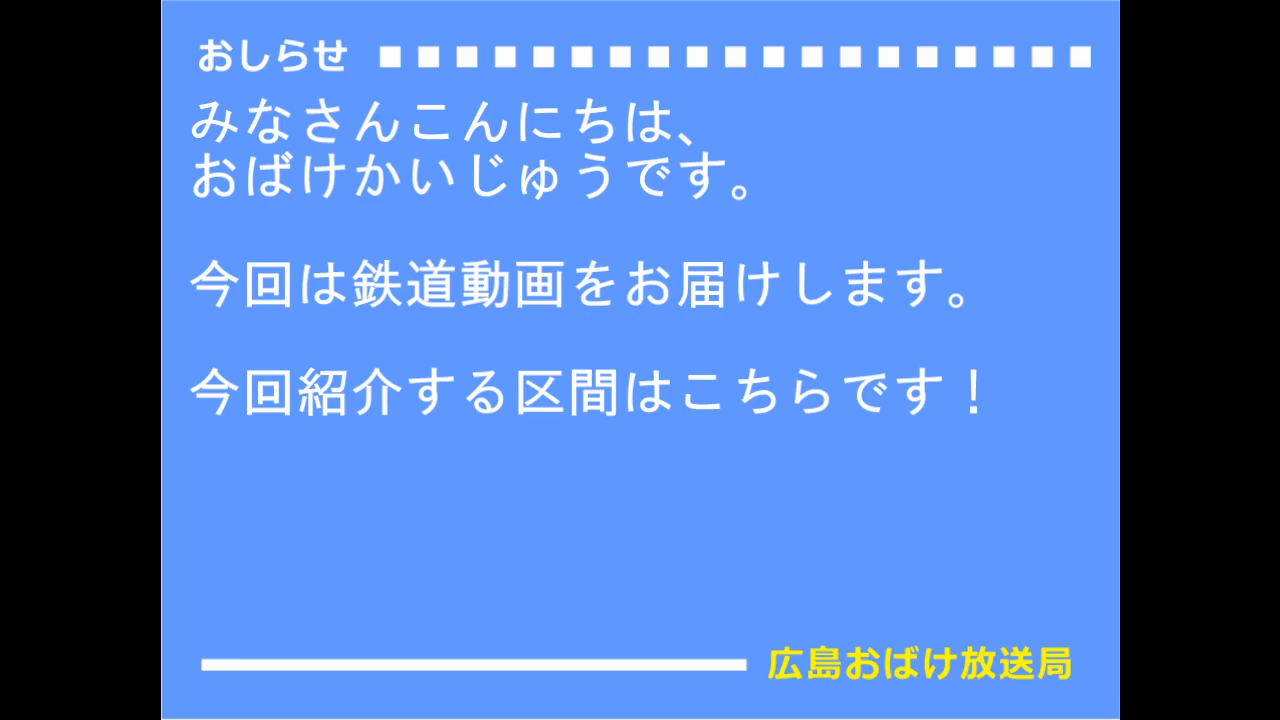 おしらせ
みなさんこんにちは、
おばけかいじゅうです。
今回は鉄道動画をお届けします。
今回紹介する区間はこちらです！
広島おばけ放送局